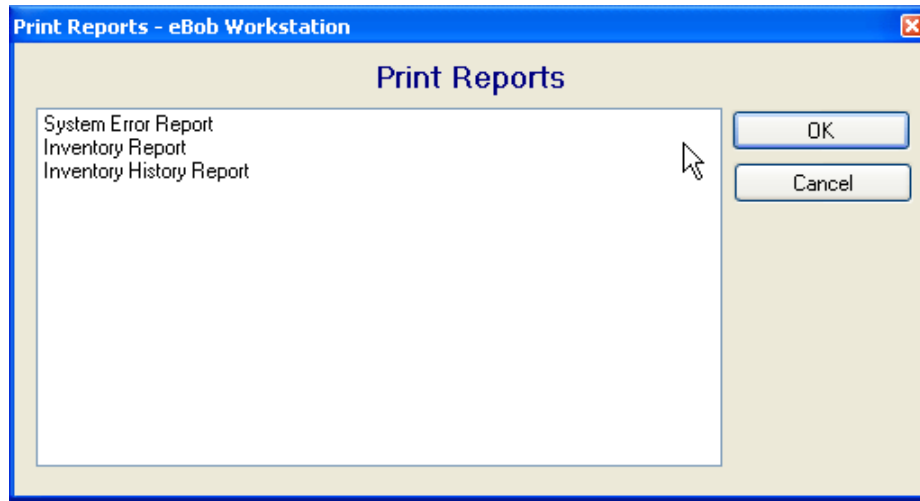 Print Reports - eBob Workstation
Print Reports
System Error Report
Inventory Report
Inventory History Report
OK
Cancel